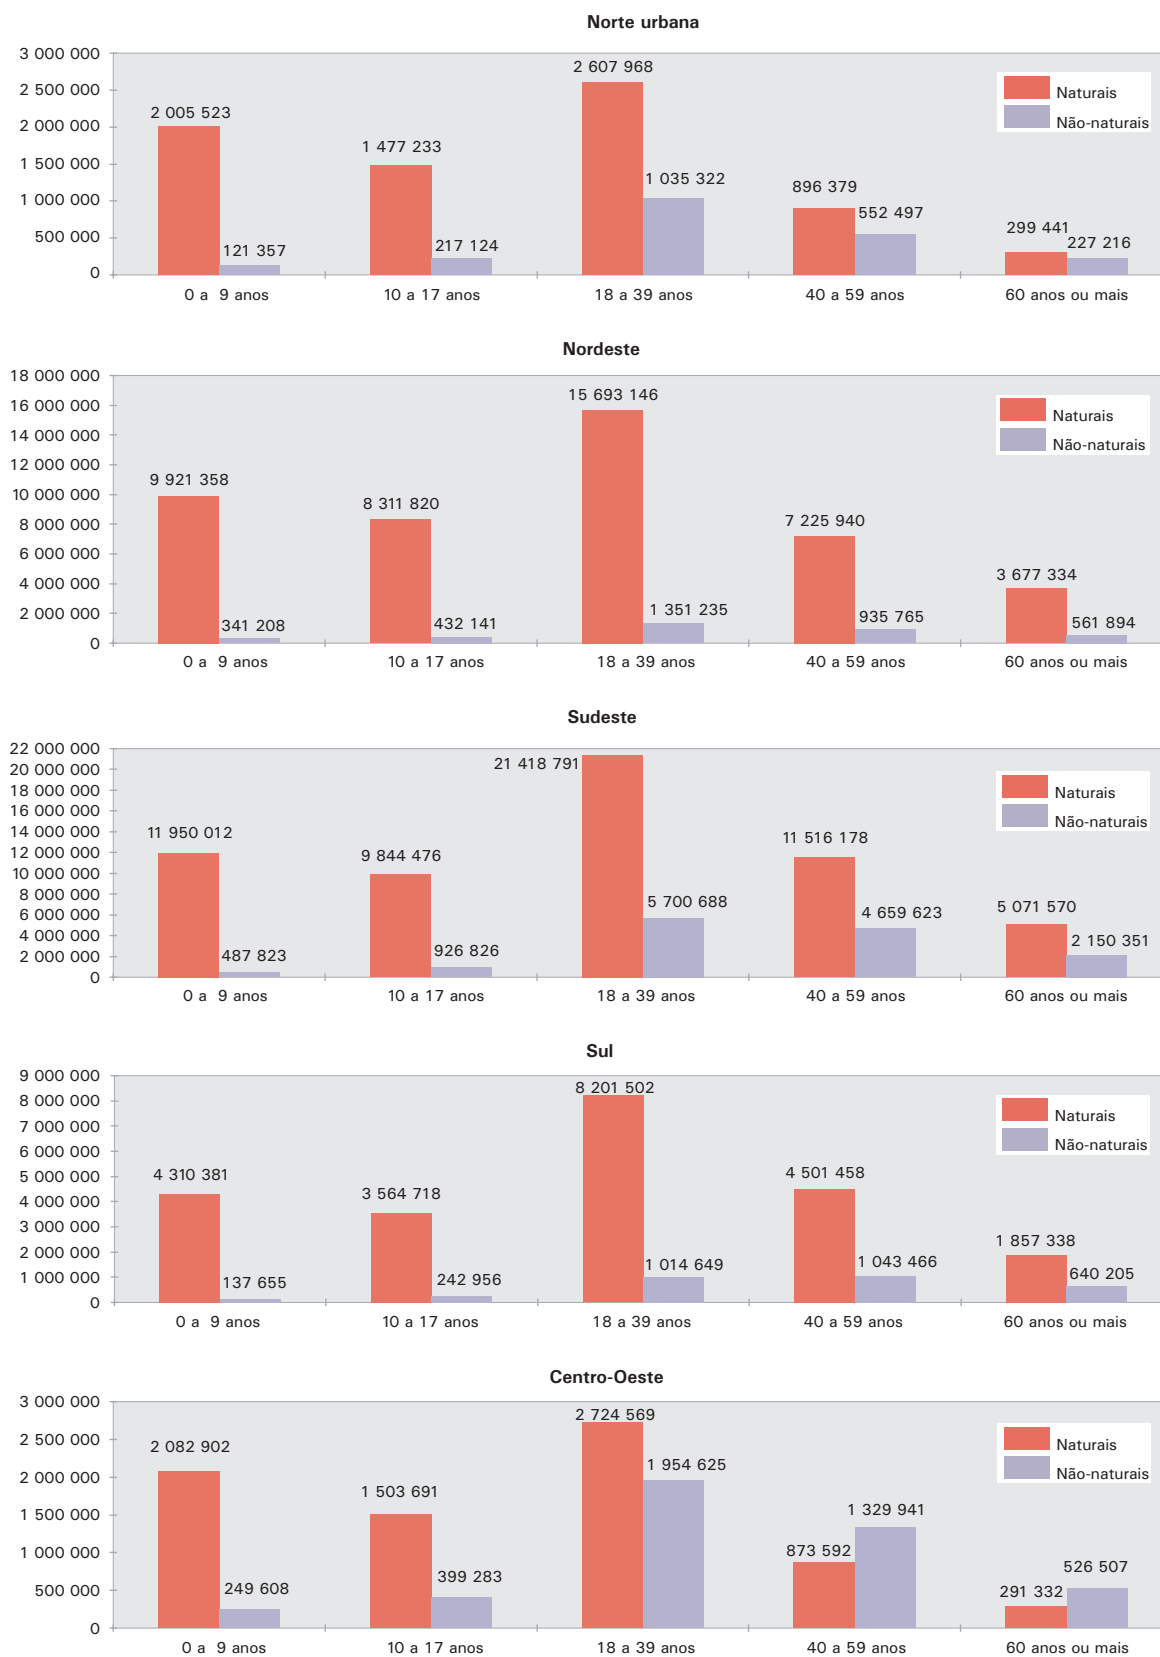 Norte urbana
3 000 000
2 500 000
2 000 000
1 500 000
1 000 000
500 000
0
2 005 523
121 357
1 477 233
217 124
2 607 968
1 035 322
896 379
552 497
299 441
227 216
Naturais
Não-naturais
0 a 9 anos
10 a 17 anos
18 a 39 anos
40 a 59 anos
60 anos ou mais
Nordeste
18 000 000
16 000 000
14 000 000
12 000 000
10 000 000
8 000 000
6 000 000
4 000 000
2 000 000
0
9 921 358
341 208
8 311 820
432 141
15 693 146
1 351 235
7 225 940
935 765
3 677 334
561 894
Naturais
Não-naturais
0 a 9 anos
10 a 17 anos
18 a 39 anos
40 a 59 anos
60 anos ou mais
Sudeste
22 000 000
20 000 000
18 000 000
16 000 000
14 000 000
12 000 000
10 000 000
8 000 000
6 000 000
4 000 000
2 000 000
0
11 950 012
487 823
9 844 476
926 826
21 418 791
5 700 688
11 516 178
4 659 623
5 071 570
2 150 351
Naturais
Não-naturais
0 a 9 anos
10 a 17 anos
18 a 39 anos
40 a 59 anos
60 anos ou mais
Sul
9 000 000
8 000 000
7 000 000
6 000 000
5 000 000
4 000 000
3 000 000
2 000 000
1 000 000
0
4 310 381
137 655
3 564 718
242 956
8 201 502
1 014 649
4 501 458
1 043 466
1 857 338
640 205
Naturais
Não-naturais
0 a 9 anos
10 a 17 anos
18 a 39 anos
40 a 59 anos
60 anos ou mais
Centro-Oeste
3 000 000
2 500 000
2 000 000
1 500 000
1 000 000
500 000
0
2 082 902
249 608
1 503 691
399 283
2 724 569
1 954 625
873 592
1 329 941
291 332
526 507
Naturais
Não-naturais
0 a 9 anos
10 a 17 anos
18 a 39 anos
40 a 59 anos
60 anos ou mais